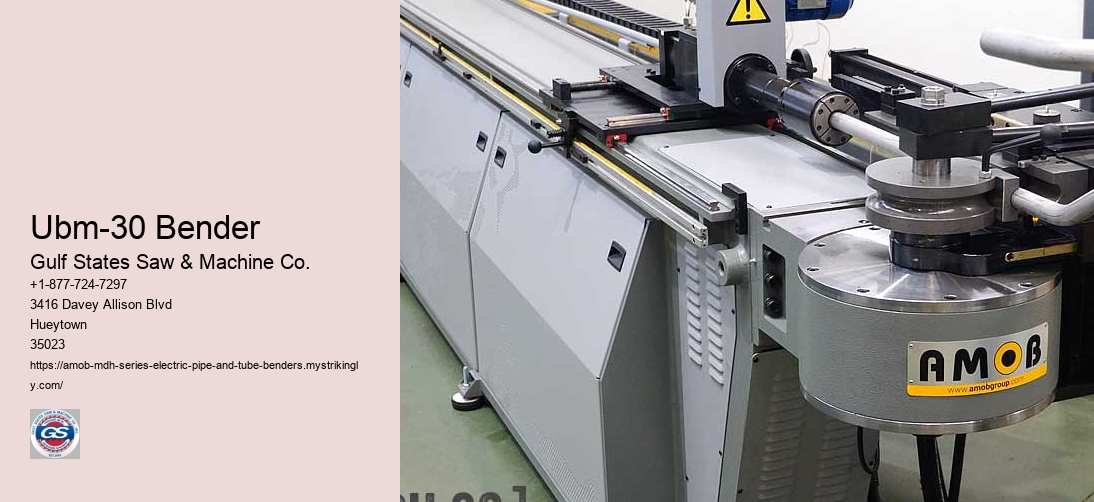 Ubm-30 Bender
Gulf States Saw & Machine Co.
+1-877-724-7297
3416 Davey Allison Blvd
Hueytown
35023
https://amob-mdh-series-electric-pipe-and-tube-benders.mystrikingl
y.com/
GS
AMOB
www.amobgroup.com